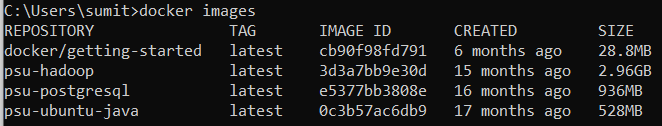 C:\Users\sumit>docker images
REPOSITORY TAG IMAGE ID CREATED SIZE
docker/getting-started latest cb90f98fd791 6 months ago 28.8MB
psu-hadoop latest 3d3a7bb9e30d 15 months ago 2.96GB
psu-postgresql latest e5377bb3808e 16 months ago 936MB
psu-ubuntu-java latest 0c3b57ac6db9 17 months ago 528MB